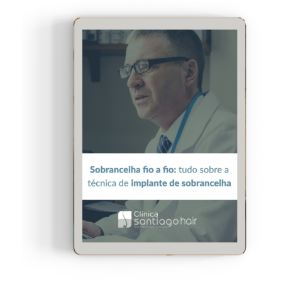 Sobrancelha fio a fio: tudo sobre a
técnica de implante de sobrancelha
Clínica
santiago hair